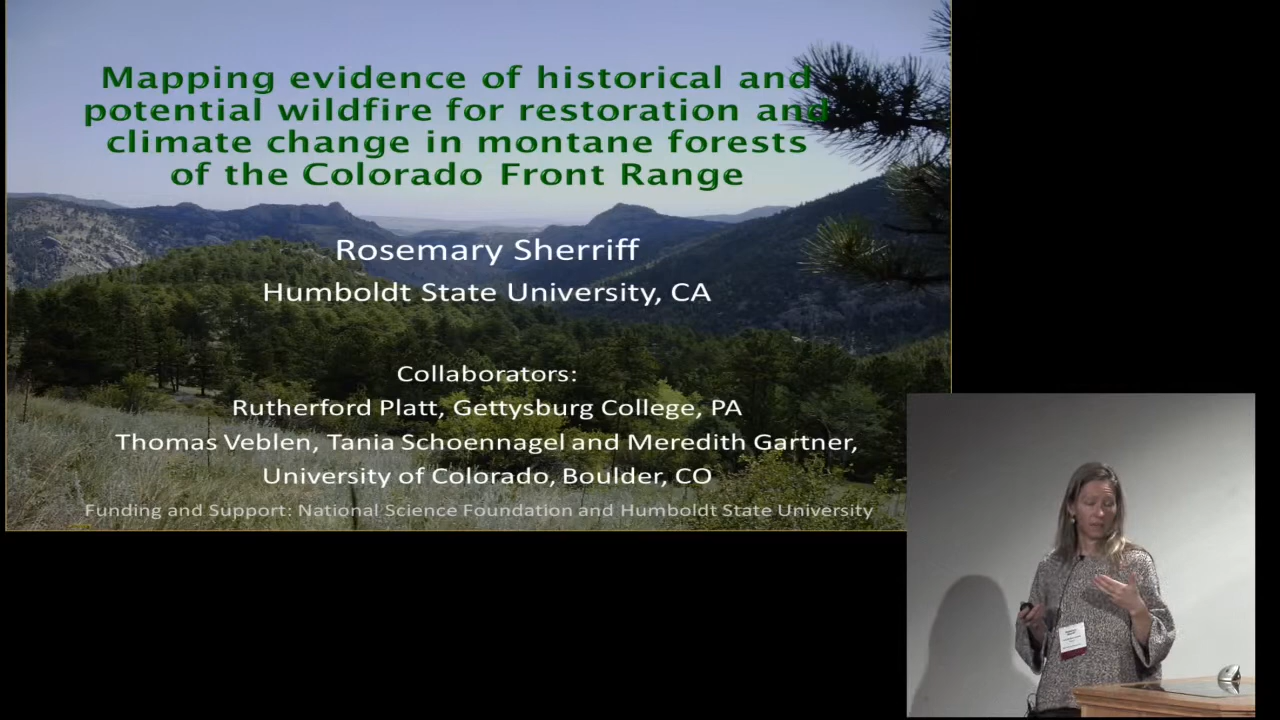 Mapping evidence of historical and
potential wildfire for restoration and
climate change in montane forests
of the Colorado Front Range
Rosemary Sherriff
Humboldt State University, CA
Collaborators:
Rutherford Platt, Gettysburg College, PA
Thomas Veblen, Tania Schoennagel and Meredith Gartner,
University of Colorado, Boulder, CO
Funding and Support: National Science Foundation and Humboldt State University